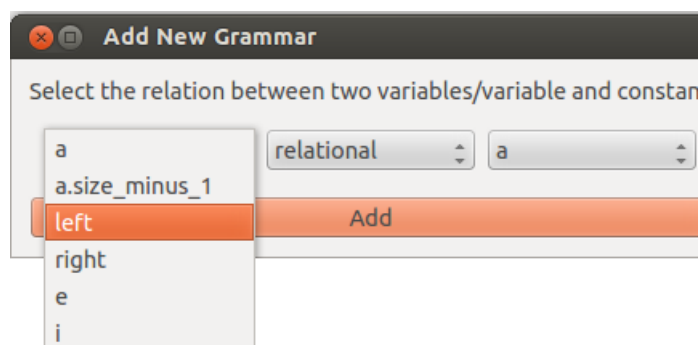 Add New Grammar
Select the relation between two variables/variable and constan
a
relational
a
a.size_minus_1
left
Add
right
e
i